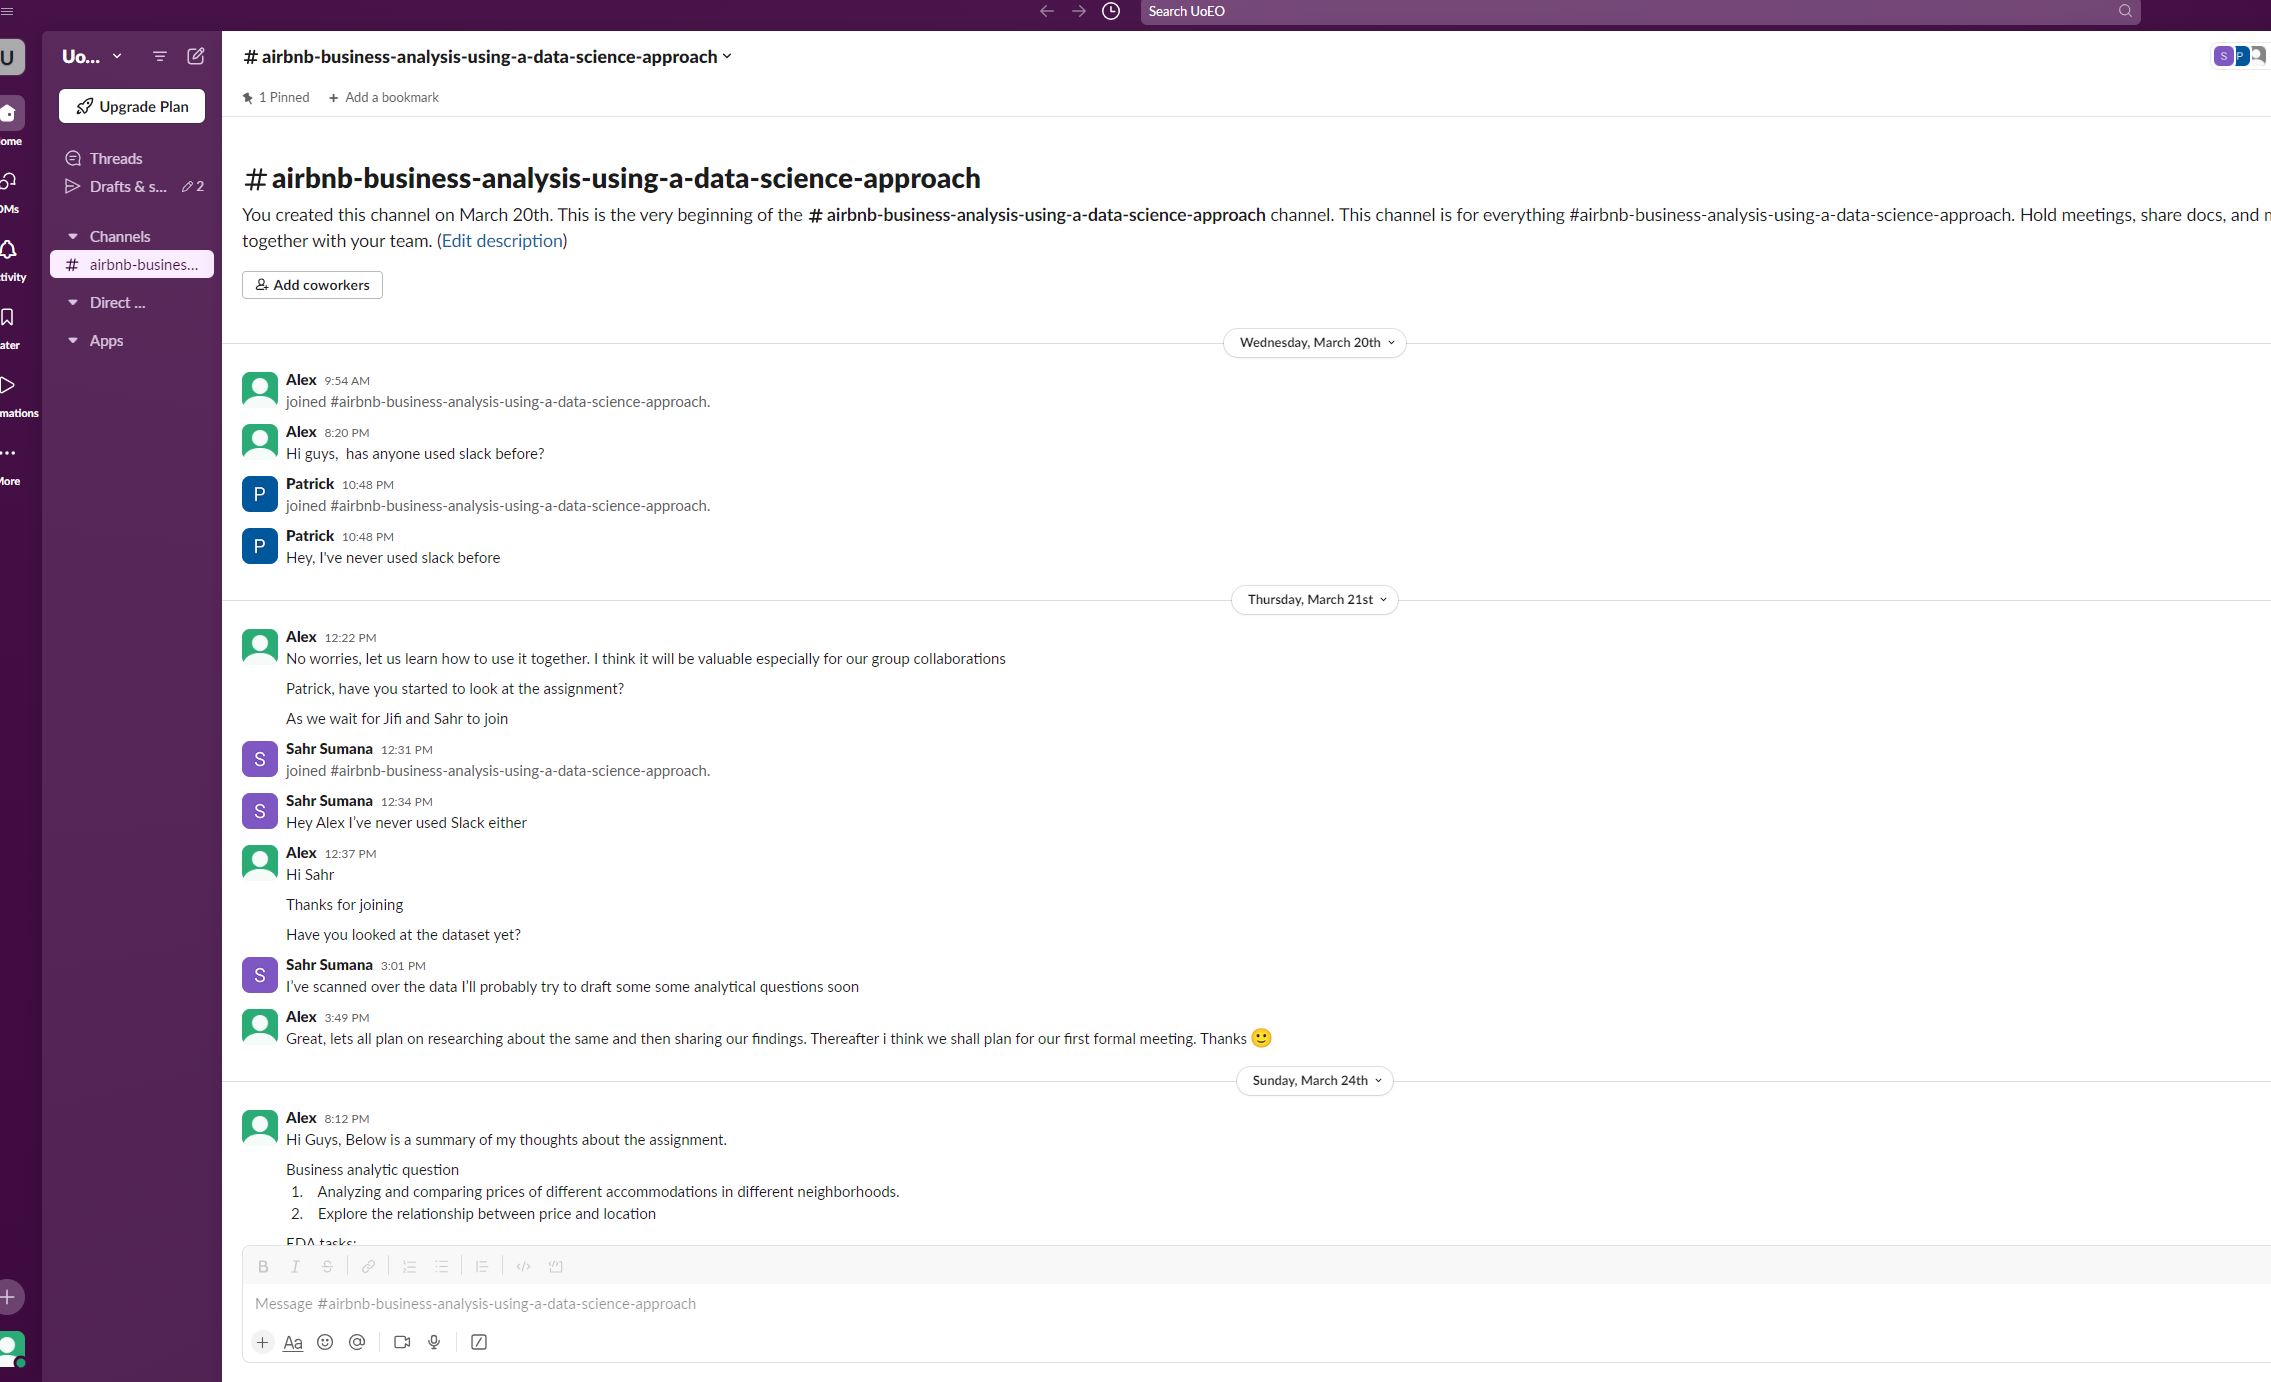 Search UoEO
U
Uo...
# airbnb-business-analysis-using-a-data-science-approach
S P
1 Pinned + Add a bookmark
Upgrade Plan
ome
Threads
Drafts & s... 2
DMs
Channels
# airbnb-busines...
tivity
Direct ...
ater
Apps
mations
More
# airbnb-business-analysis-using-a-data-science-approach
You created this channel on March 20th. This is the very beginning of the # airbnb-business-analysis-using-a-data-science-approach channel. This channel is for everything #airbnb-business-analysis-using-a-data-science-approach. Hold meetings, share docs, and
together with your team. (Edit description)
Add coworkers
Wednesday, March 20th
Alex 9:54 AM
joined #airbnb-business-analysis-using-a-data-science-approach.
Alex 8:20 PM
Hi guys, has anyone used slack before?
Patrick 10:48 PM
P
joined #airbnb-business-analysis-using-a-data-science-approach.
Patrick 10:48 PM
P
Hey, I've never used slack before
Thursday, March 21st
Alex 12:22 PM
No worries, let us learn how to use it together. I think it will be valuable especially for our group collaborations
Patrick, have you started to look at the assignment?
As we wait for Jifi and Sahr to join
Sahr Sumana 12:31 PM
S
joined #airbnb-business-analysis-using-a-data-science-approach.
Sahr Sumana 12:34 PM
S
Hey Alex I've never used Slack either
Alex 12:37 PM
Hi Sahr
Thanks for joining
Have you looked at the dataset yet?
Sahr Sumana 3:01 PM
S
I've scanned over the data I'll probably try to draft some some analytical questions soon
Alex 3:49 PM
Great, lets all plan on researching about the same and then sharing our findings. Thereafter i think we shall plan for our first formal meeting. Thanks 🙂
Sunday, March 24th
Alex 8:12 PM
Hi Guys, Below is a summary of my thoughts about the assignment.
Business analytic question
1. Analyzing and comparing prices of different accommodations in different neighborhoods.
2. Explore the relationship between price and location
EDA tasks:
B I S
Message #airbnb-business-analysis-using-a-data-science-approach
+ Aa @